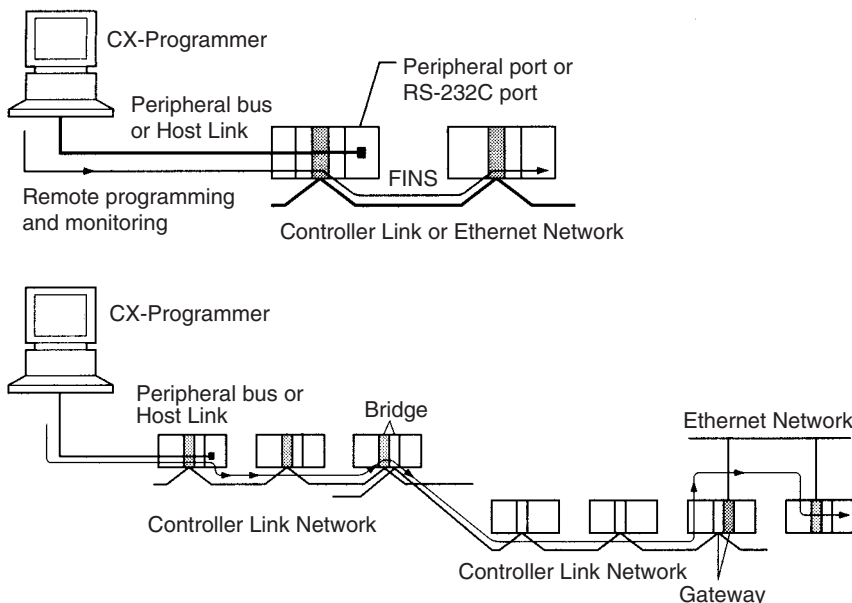 CX-Programmer
Peripheral port or
RS-232C port
Peripheral bus
or Host Link
FINS
Remote programming
and monitoring
Controller Link or Ethernet Network
CX-Programmer
Peripheral bus or
Host Link
Bridge
Ethernet Network
Controller Link Network
Controller Link Network
Gateway